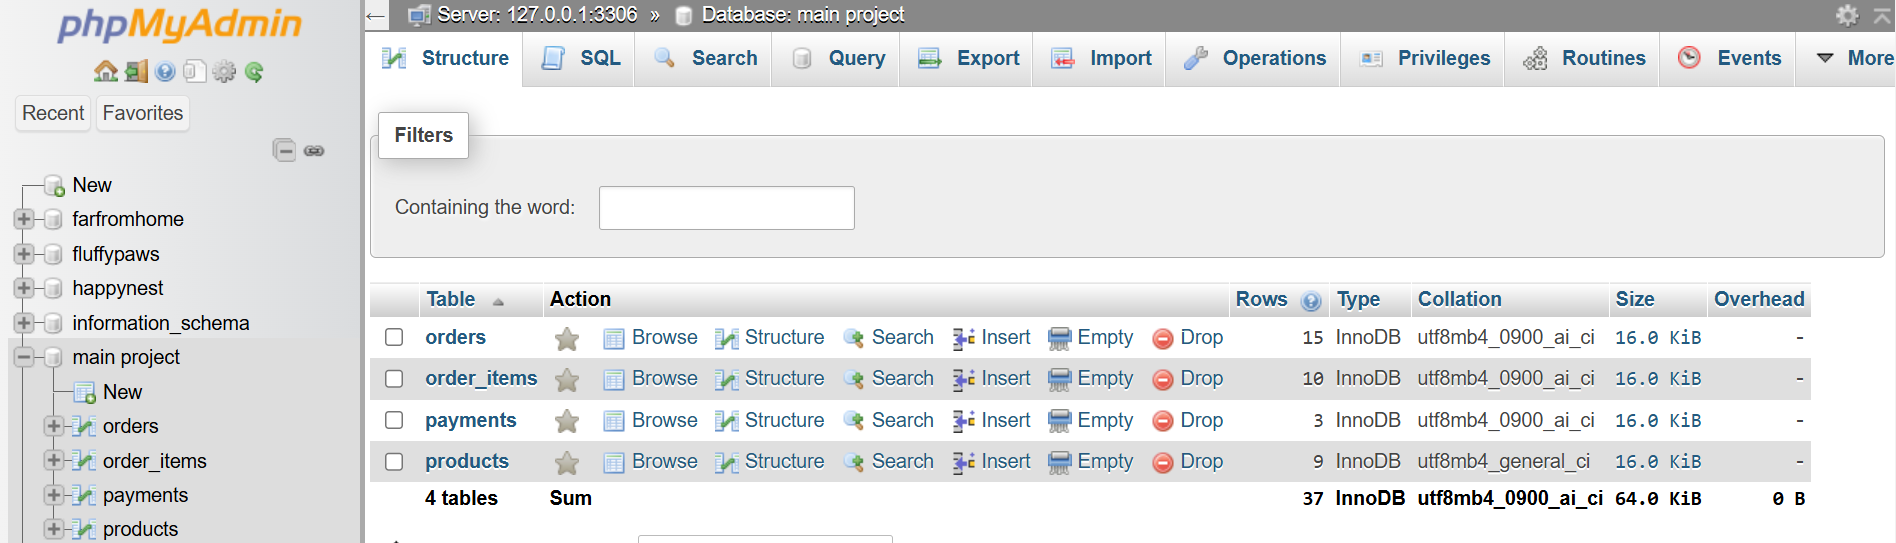 phpMyAdmin
Recent
Favorites
New
farfromhome
fluffypaws
happynest
information_schema
main project
New
orders
order_items
payments
products
Server: 127.0.0.1:3306 » Database: main project
Structure SQL Search Query Export Import Operations Privileges Routines Events More
Filters
Containing the word:
Table Action Rows Type Collation Size Overhead
orders Browse Structure Search Insert Empty Drop 15 InnoDB utf8mb4_0900_ai_ci 16.0 KiB -
order_items Browse Structure Search Insert Empty Drop 10 InnoDB utf8mb4_0900_ai_ci 16.0 KiB -
payments Browse Structure Search Insert Empty Drop 3 InnoDB utf8mb4_0900_ai_ci 16.0 KiB -
products Browse Structure Search Insert Empty Drop 9 InnoDB utf8mb4_general_ci 16.0 KiB -
4 tables Sum 37 InnoDB utf8mb4_0900_ai_ci 64.0 KiB 0 B